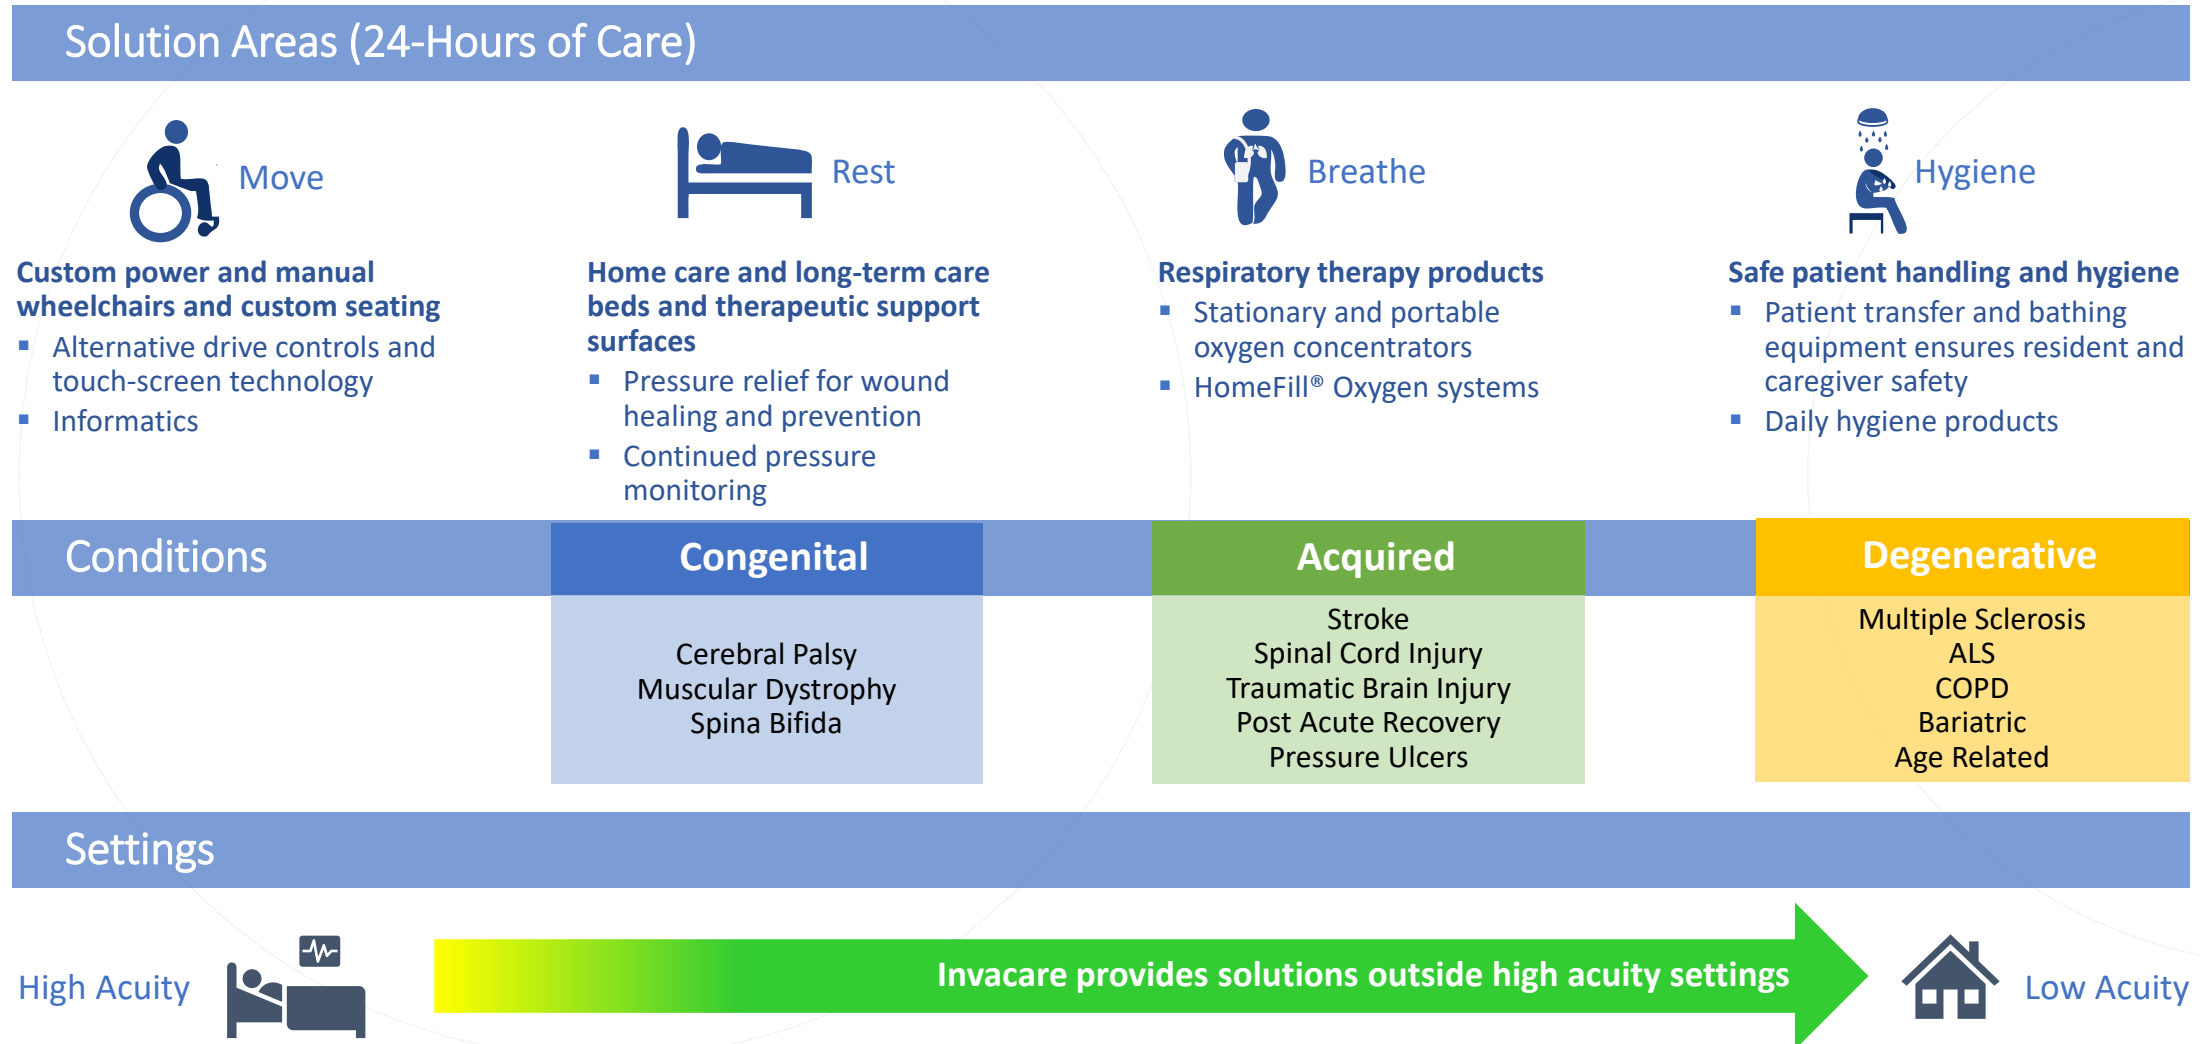 Solution Areas (24-Hours of Care)
Move
Rest
Breathe
Hygiene
Custom power and manual
wheelchairs and custom seating
▪ Alternative drive controls and
touch-screen technology
▪ Informatics
Home care and long-term care
beds and therapeutic support
surfaces
▪ Pressure relief for wound
healing and prevention
▪ Continued pressure
monitoring
Respiratory therapy products
▪ Stationary and portable
oxygen concentrators
▪ HomeFill® Oxygen systems
Safe patient handling and hygiene
▪ Patient transfer and bathing
equipment ensures resident and
caregiver safety
▪ Daily hygiene products
Conditions
Congenital
Cerebral Palsy
Muscular Dystrophy
Spina Bifida
Acquired
Stroke
Spinal Cord Injury
Traumatic Brain Injury
Post Acute Recovery
Pressure Ulcers
Degenerative
Multiple Sclerosis
ALS
COPD
Bariatric
Age Related
Settings
High Acuity
Invacare provides solutions outside high acuity settings
Low Acuity